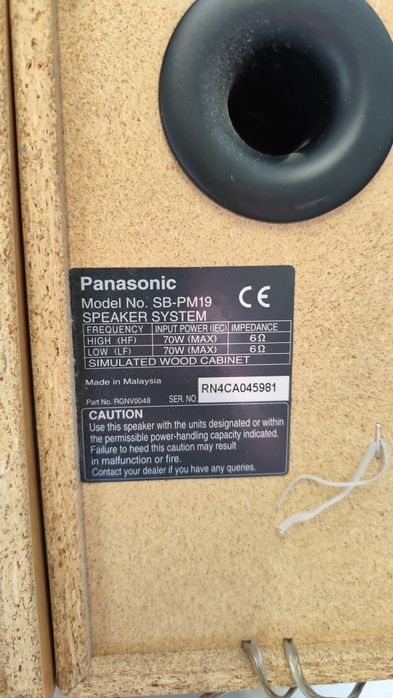 Panasonic
Model No. SB-PM19 CE
SPEAKER SYSTEM
FREQUENCY INPUT POWER (IEC) IMPEDANCE
HIGH (HF) 70W (MAX) 6Ω
LOW (LF) 70W (MAX) 6Ω
SIMULATED WOOD CABINET
Made in Malaysia
Part No. RGNV0048 SER. NO. RN4CA045981
CAUTION
Use this speaker with the units designated or within
the permissible power-handling capacity indicated.
Failure to heed this caution may result
in malfunction or fire.
Contact your dealer if you have any queries.